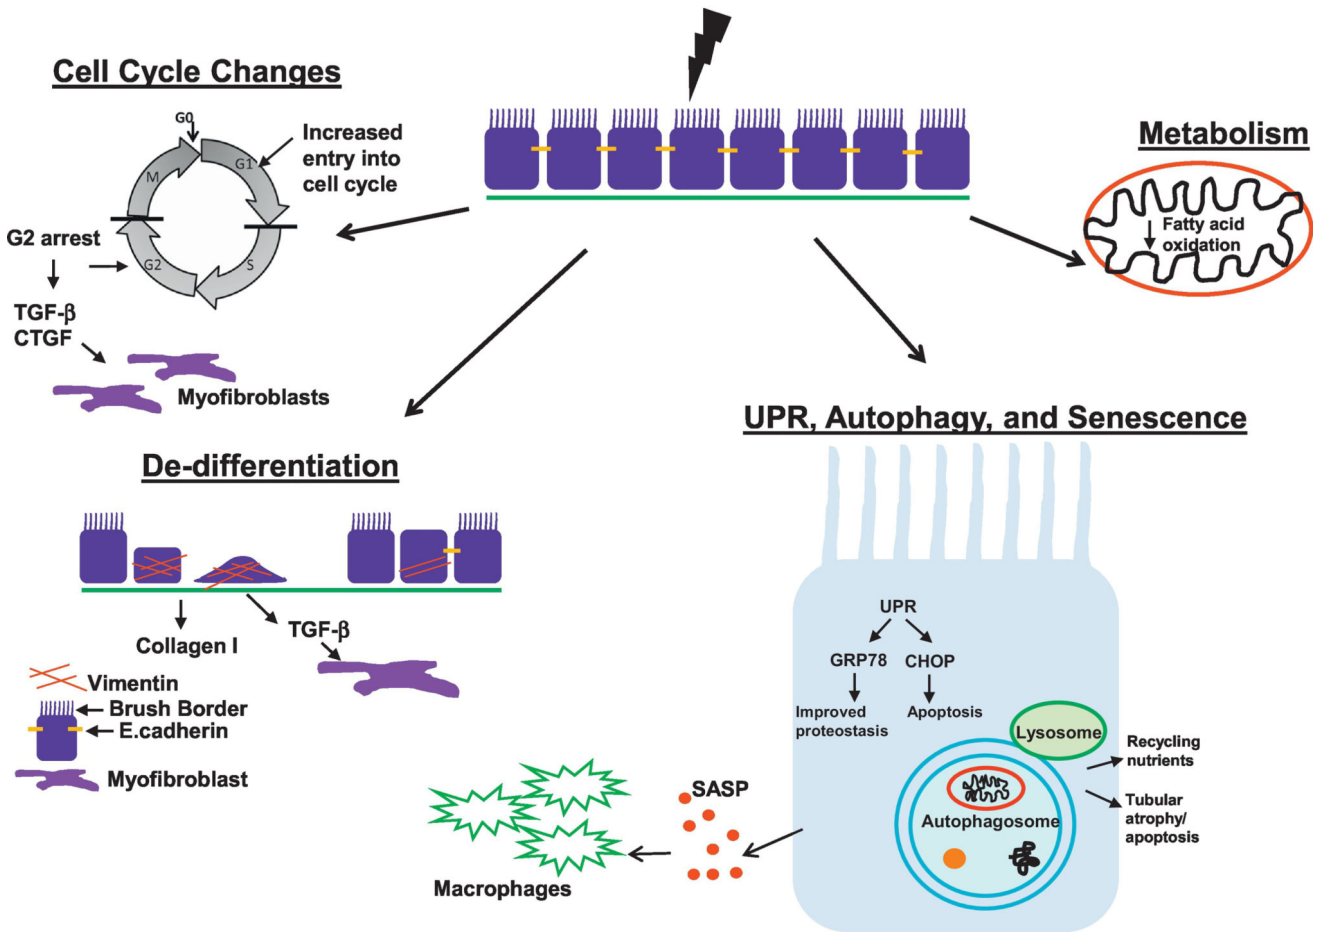 Cell Cycle Changes
G0
G1
M
G2
S
Increased
entry into
cell cycle
G2 arrest
TGF-β
CTGF
Myofibroblasts
Metabolism
Fatty acid
oxidation
De-differentiation
Collagen I
TGF-β
Vimentin
Brush Border
E.cadherin
Myofibroblast
UPR, Autophagy, and Senescence
UPR
GRP78
CHOP
Improved
proteostasis
Apoptosis
Lysosome
Autophagosome
Recycling
nutrients
Tubular
atrophy/
apoptosis
SASP
Macrophages